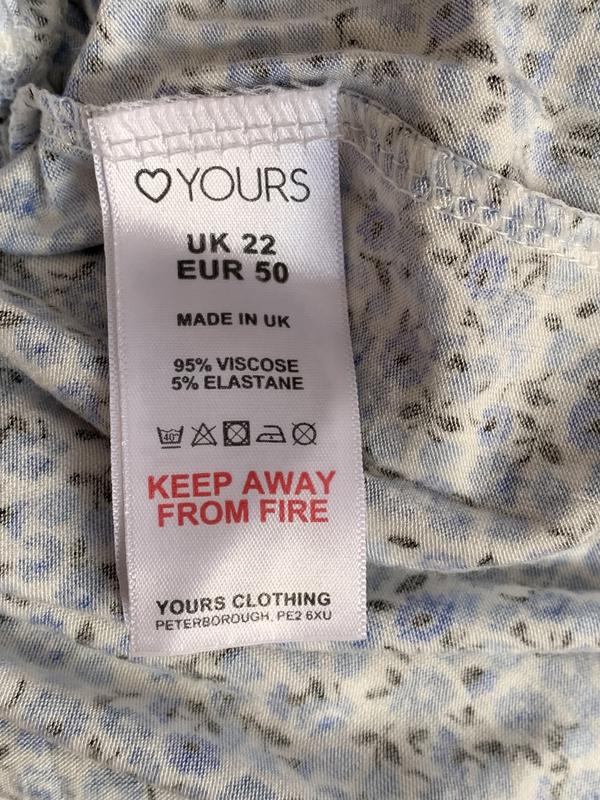 YOURS
UK 22
EUR 50
MADE IN UK
95% VISCOSE
5% ELASTANE
40°
KEEP AWAY
FROM FIRE
YOURS CLOTHING
PETERBOROUGH, PE2 6XU